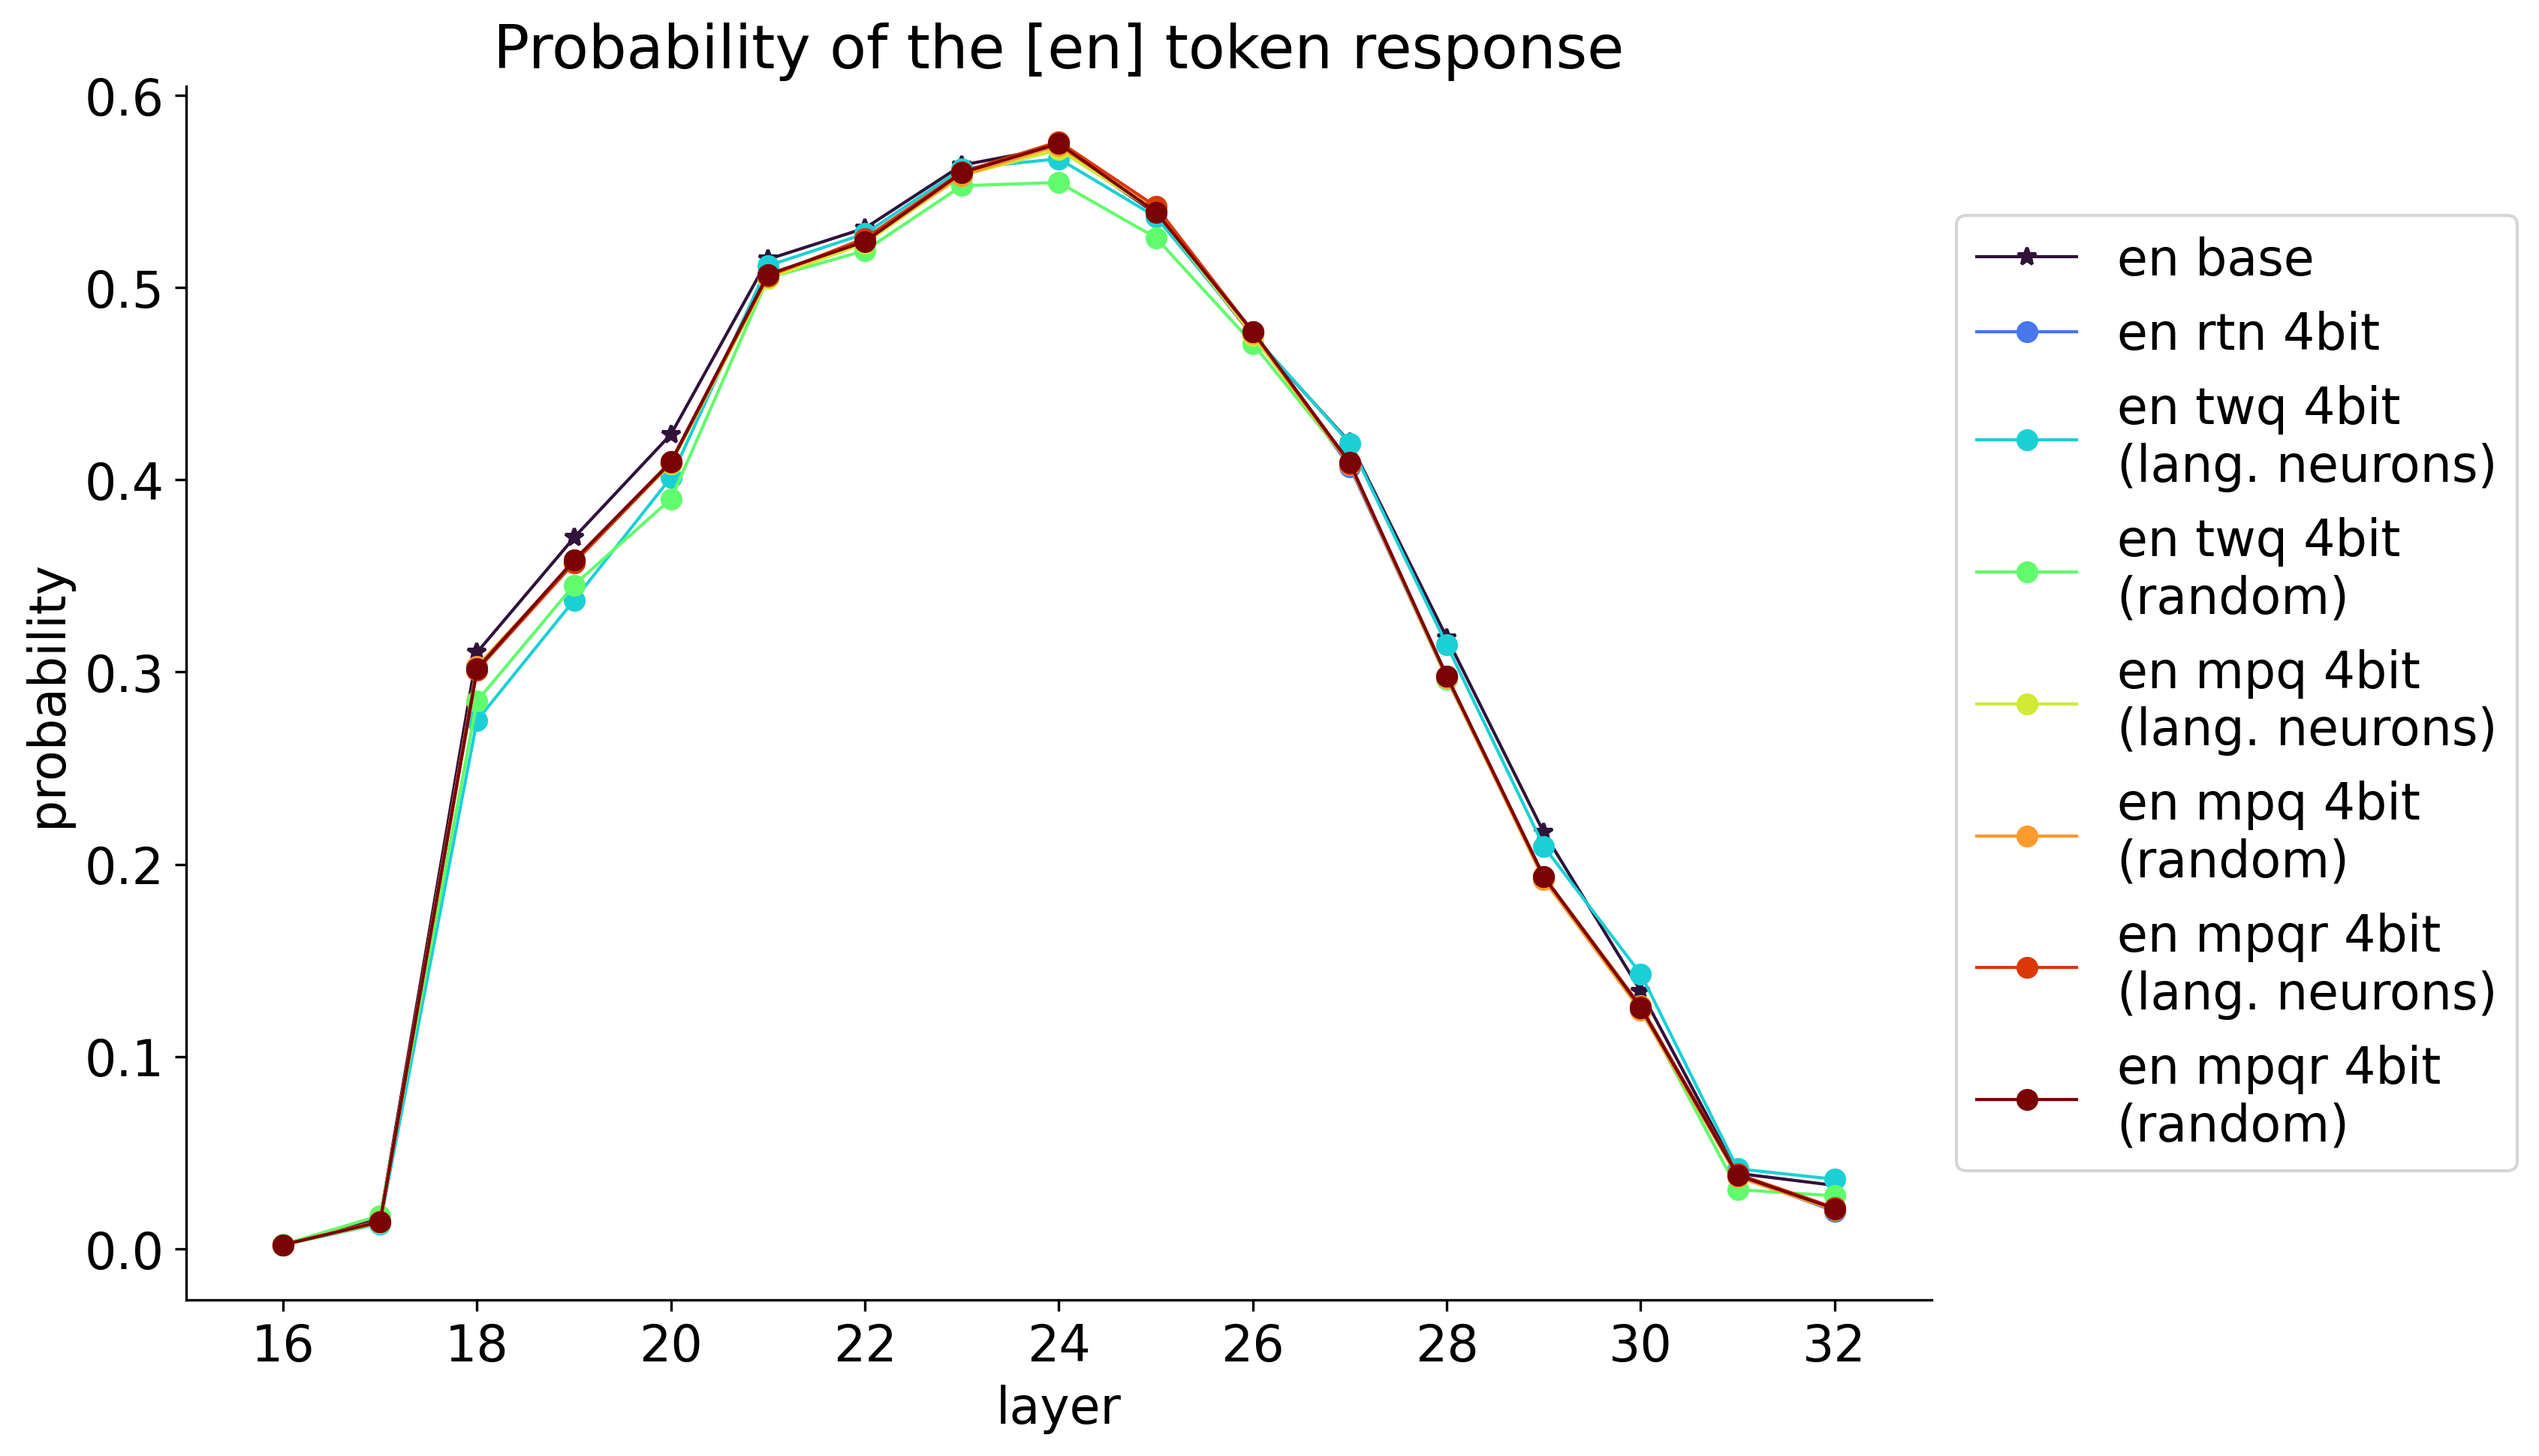 Probability of the [en] token response
0.6
0.5
0.4
0.3
0.2
0.1
0.0
probability
16 18 20 22 24 26 28 30 32
layer
en base
en rtn 4bit
en twq 4bit
(lang. neurons)
en twq 4bit
(random)
en mpq 4bit
(lang. neurons)
en mpq 4bit
(random)
en mpqr 4bit
(lang. neurons)
en mpqr 4bit
(random)